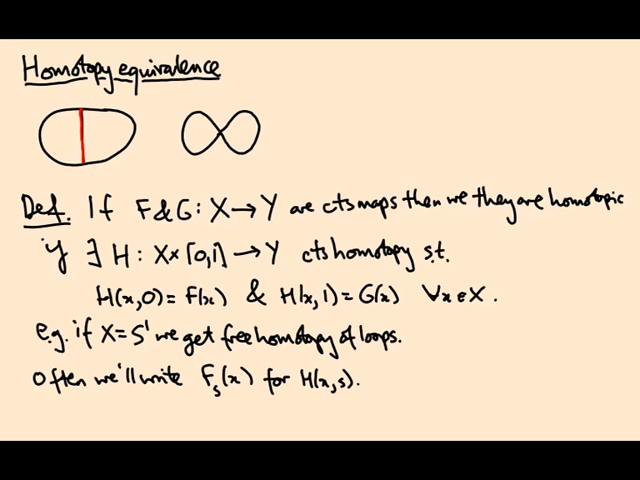 Homotopy equivalence
Def. If F & G : X → Y are cts maps then we they are homotopic
if ∃ H : X × [0,1] → Y cts homotopy s.t.
H(x,0) = F(x) & H(x,1) = G(x) ∀x ∈ X.
e.g. if X = S¹ we get free homotopy of loops.
Often we'll write Fₛ(x) for H(x,s).